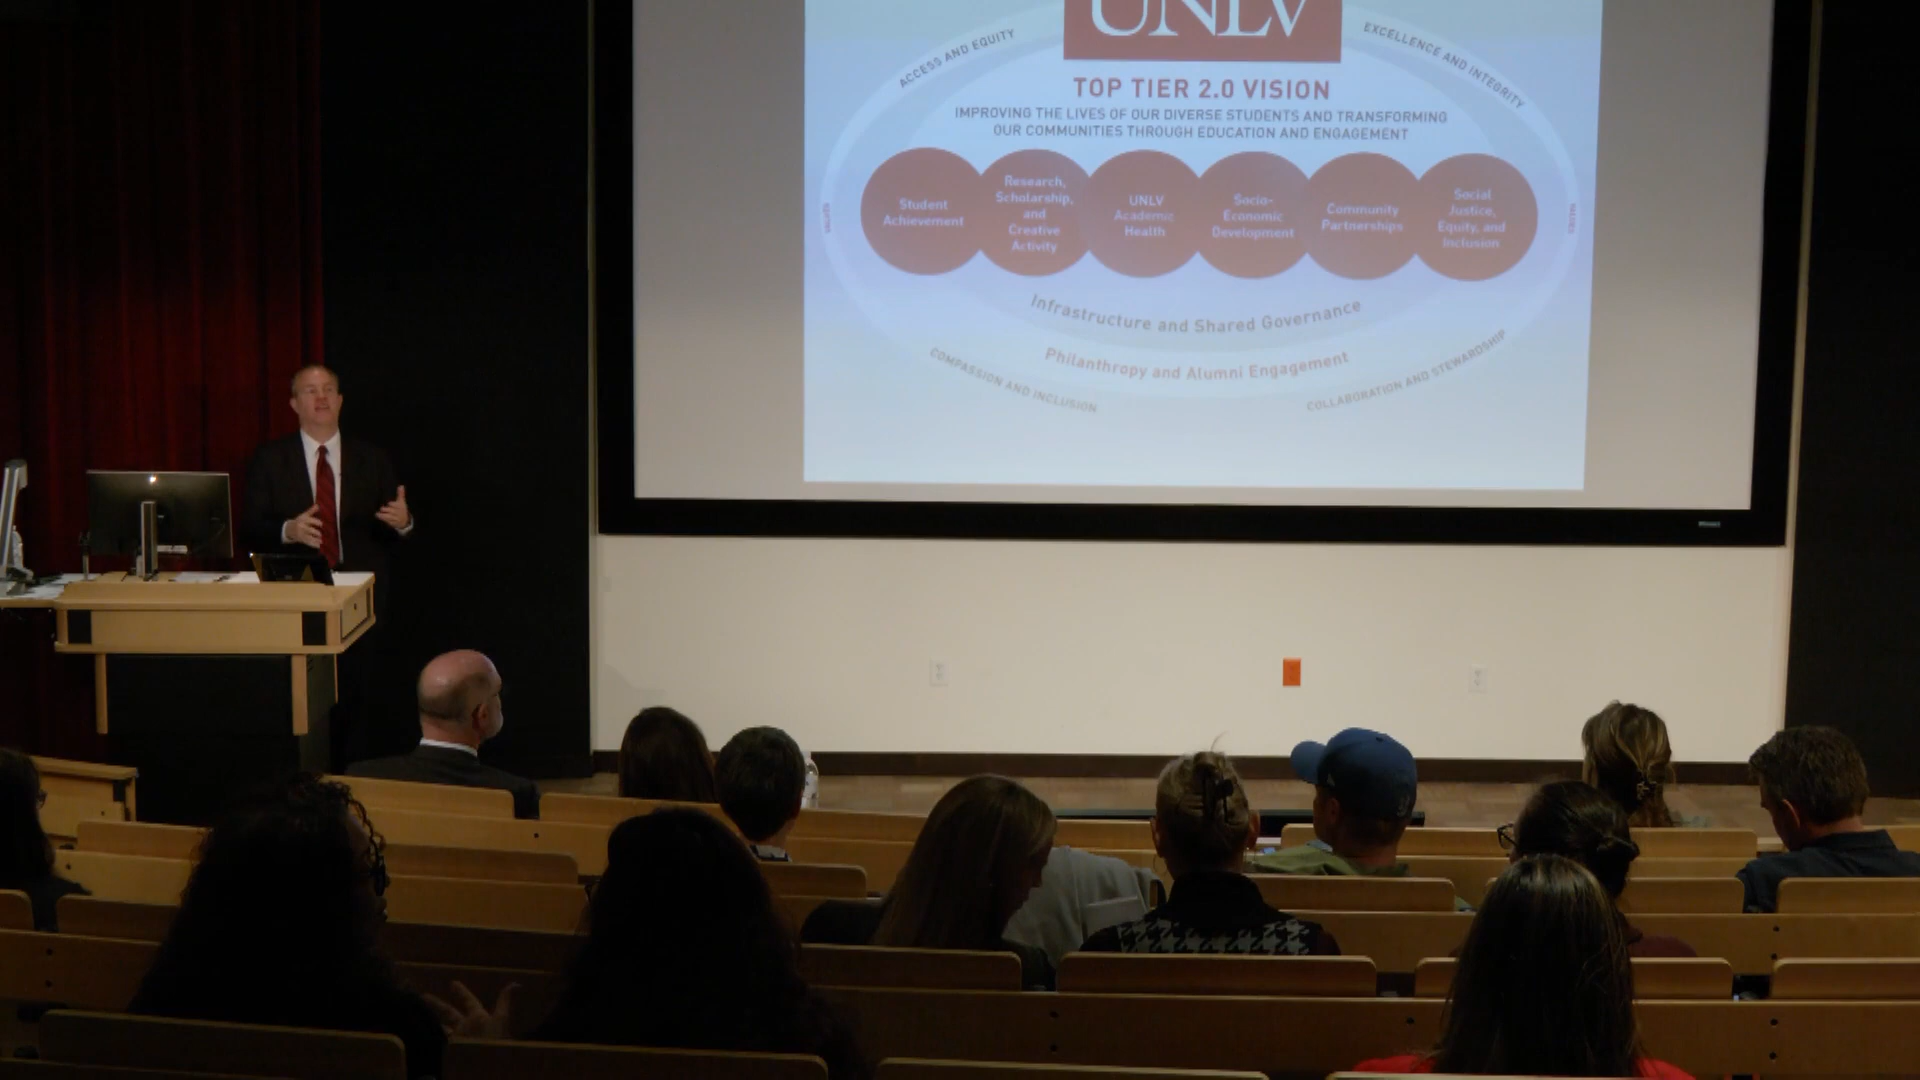 UNLV
ACCESS AND EQUITY
EXCELLENCE AND INTEGRITY
TOP TIER 2.0 VISION
IMPROVING THE LIVES OF OUR DIVERSE STUDENTS AND TRANSFORMING
OUR COMMUNITIES THROUGH EDUCATION AND ENGAGEMENT
Student
Achievement
Research,
Scholarship,
and
Creative
Activity
UNLV
Academic
Health
Socio-
Economic
Development
Community
Partnerships
Social
Justice,
Equity, and
Inclusion
Infrastructure and Shared Governance
Philanthropy and Alumni Engagement
COMPASSION AND INCLUSION
COLLABORATION AND STEWARDSHIP